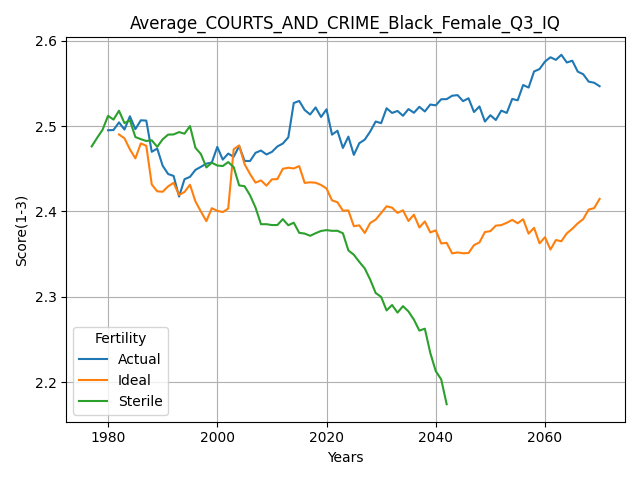 Average_COURTS_AND_CRIME_Black_Female_Q3_IQ
Score(1-3)
2.6
2.5
2.4
2.3
2.2
Fertility
Actual
Ideal
Sterile
1980 2000 2020 2040 2060
Years